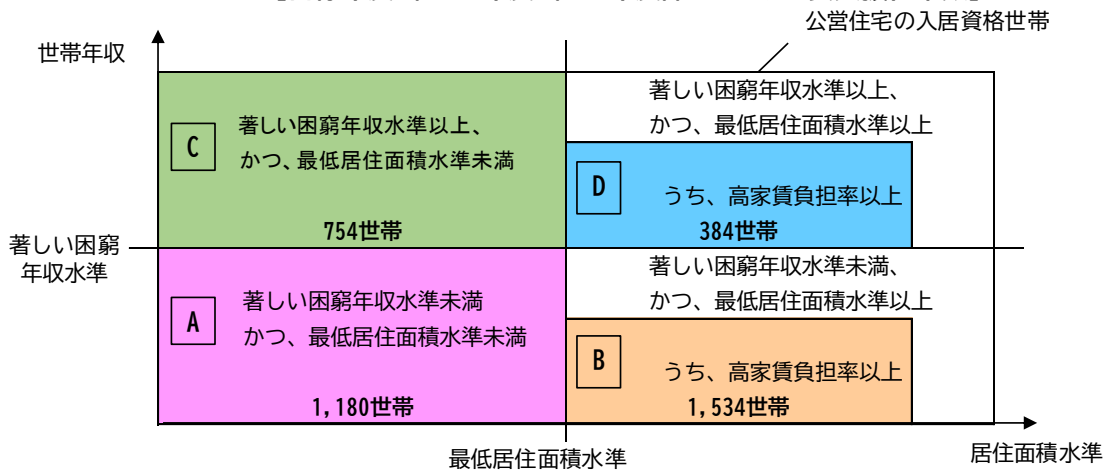 公営住宅の入居資格世帯
世帯年収
C
著しい困窮年収水準以上、
かつ、最低居住面積水準未満
754世帯
著しい困窮年収水準以上、
かつ、最低居住面積水準以上
D
うち、高家賃負担率以上
384世帯
著しい困窮
年収水準
A
著しい困窮年収水準未満
かつ、最低居住面積水準未満
1,180世帯
著しい困窮年収水準未満、
かつ、最低居住面積水準以上
B
うち、高家賃負担率以上
1,534世帯
最低居住面積水準
居住面積水準